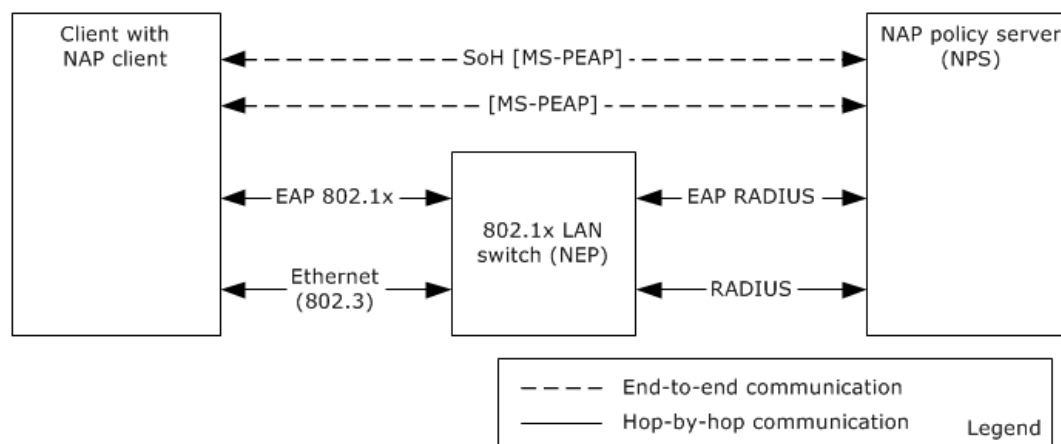 Client with
NAP client
SoH [MS-PEAP]
[MS-PEAP]
NAP policy server
(NPS)
EAP 802.1x
EAP RADIUS
802.1x LAN
switch (NEP)
Ethernet
(802.3)
RADIUS
End-to-end communication
Hop-by-hop communication
Legend